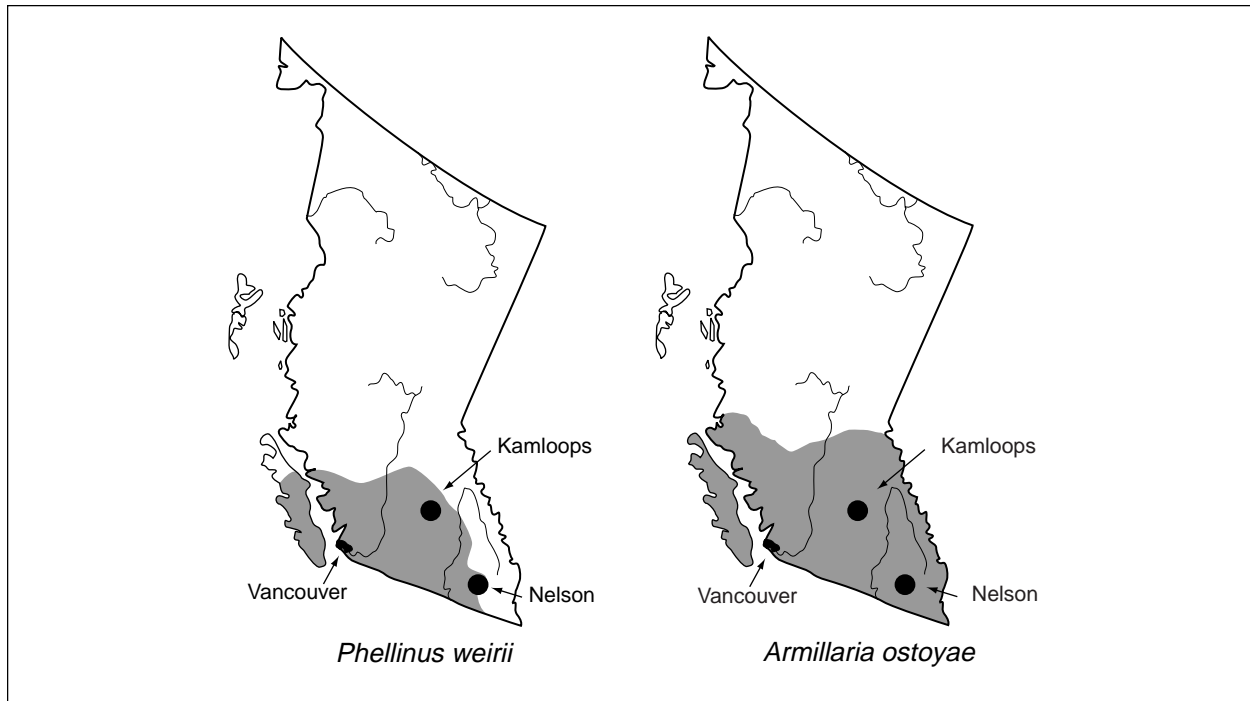 Kamloops
Vancouver
Nelson
Phellinus weirii
Kamloops
Vancouver
Nelson
Armillaria ostoyae